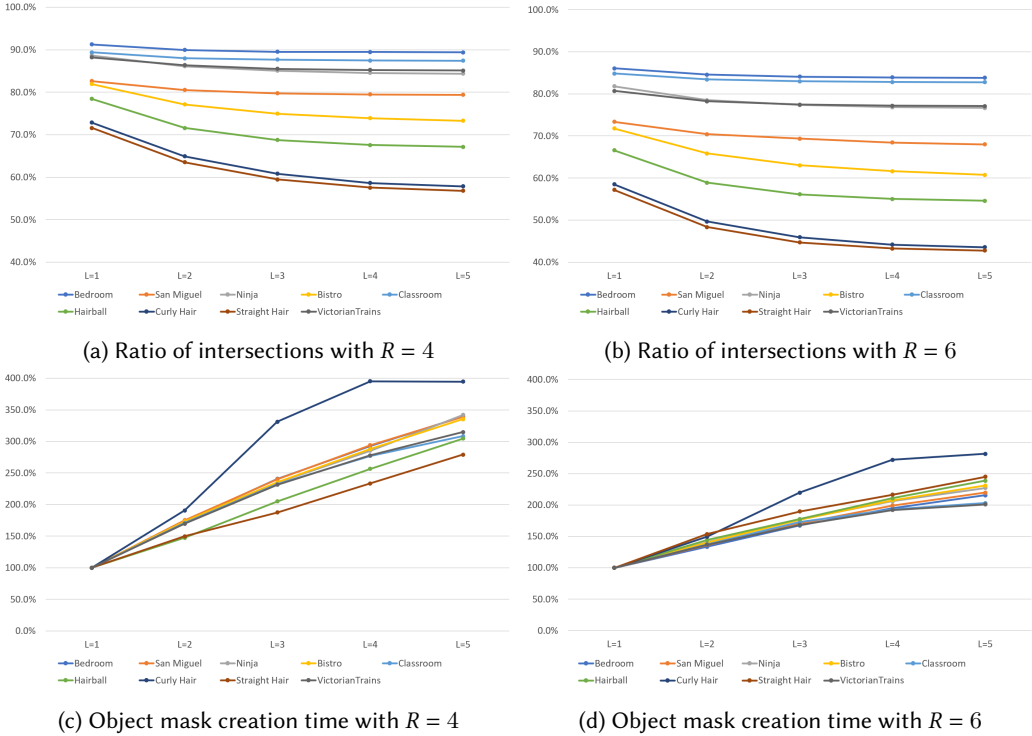 100.0%
90.0%
80.0%
70.0%
60.0%
50.0%
40.0%
L=1 L=2 L=3 L=4 L=5
Bedroom San Miguel Ninja Bistro Classroom
Hairball Curly Hair Straight Hair VictorianTrains
(a) Ratio of intersections with R = 4
100.0%
90.0%
80.0%
70.0%
60.0%
50.0%
40.0%
L=1 L=2 L=3 L=4 L=5
Bedroom San Miguel Ninja Bistro Classroom
Hairball Curly Hair Straight Hair VictorianTrains
(b) Ratio of intersections with R = 6
400.0%
350.0%
300.0%
250.0%
200.0%
150.0%
100.0%
50.0%
0.0%
L=1 L=2 L=3 L=4 L=5
Bedroom San Miguel Ninja Bistro Classroom
Hairball Curly Hair Straight Hair VictorianTrains
(c) Object mask creation time with R = 4
400.0%
350.0%
300.0%
250.0%
200.0%
150.0%
100.0%
50.0%
0.0%
L=1 L=2 L=3 L=4 L=5
Bedroom San Miguel Ninja Bistro Classroom
Hairball Curly Hair Straight Hair VictorianTrains
(d) Object mask creation time with R = 6